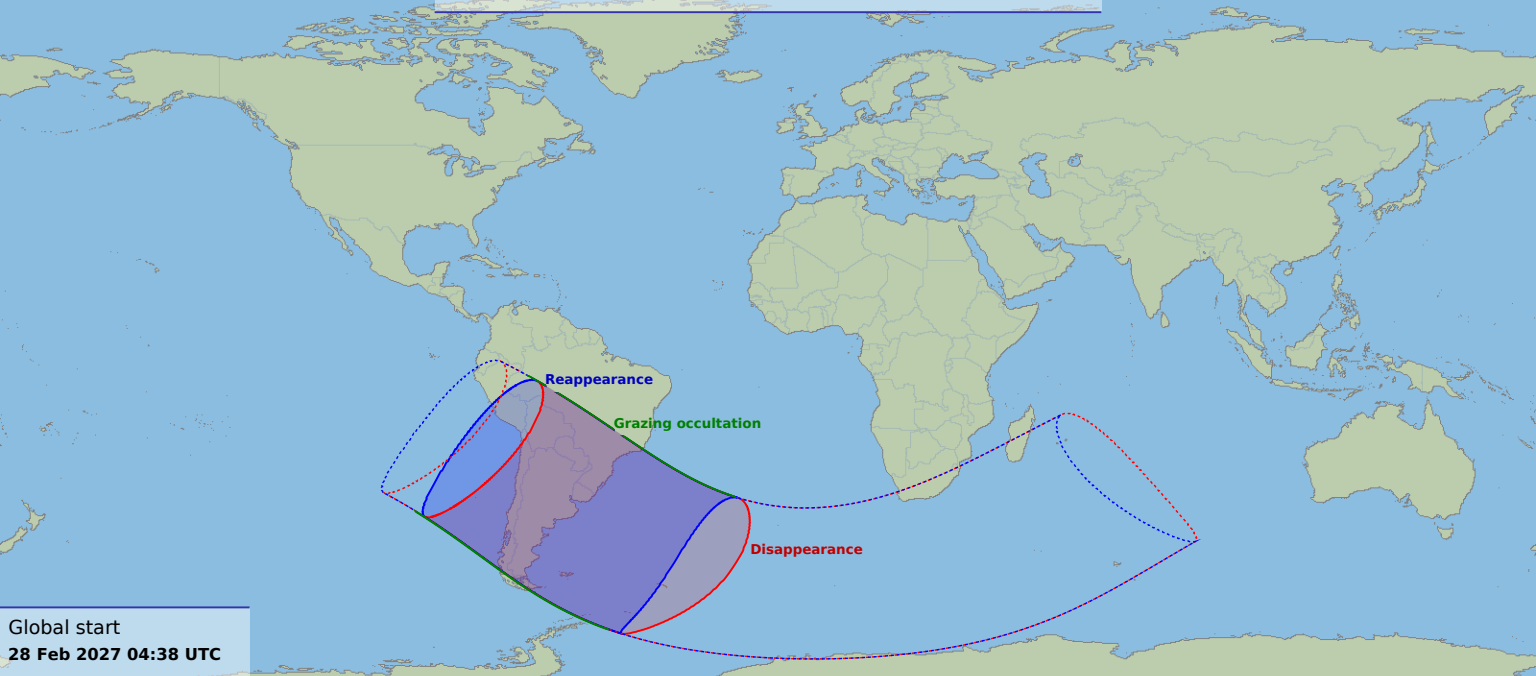 Reappearance
Grazing occultation
Disappearance
Global start
28 Feb 2027 04:38 UTC